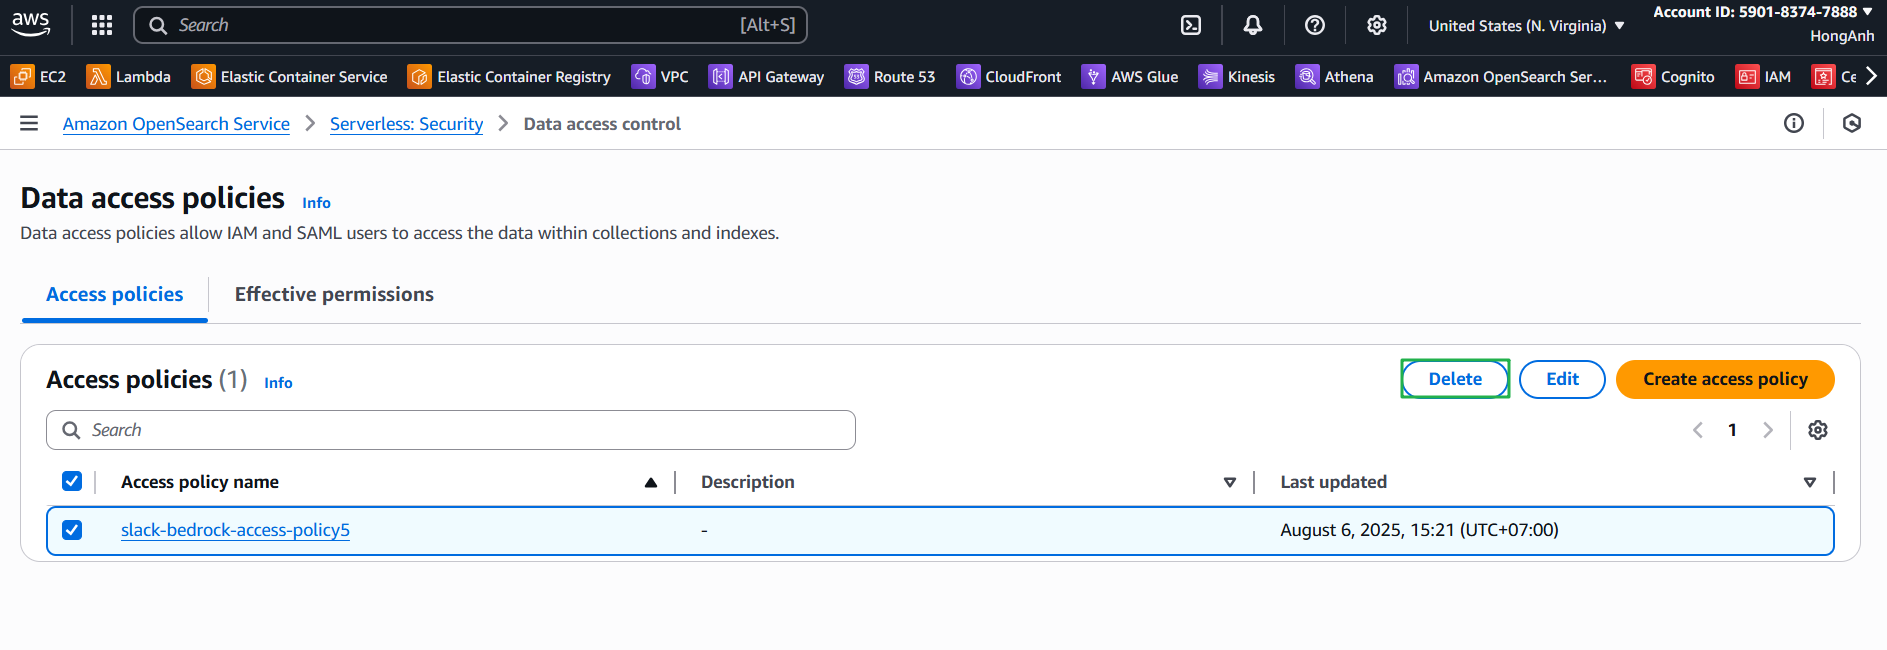 aws
Search [Alt+S]
United States (N. Virginia)
Account ID: 5901-8374-7888
HongAnh
EC2 Lambda Elastic Container Service Elastic Container Registry VPC API Gateway Route 53 CloudFront AWS Glue Kinesis Athena Amazon OpenSearch Ser... Cognito IAM Ce
Amazon OpenSearch Service Serverless: Security Data access control
Data access policies Info
Data access policies allow IAM and SAML users to access the data within collections and indexes.
Access policies Effective permissions
Access policies (1) Info Delete Edit Create access policy
Search 1
Access policy name Description Last updated
slack-bedrock-access-policy5 - August 6, 2025, 15:21 (UTC+07:00)